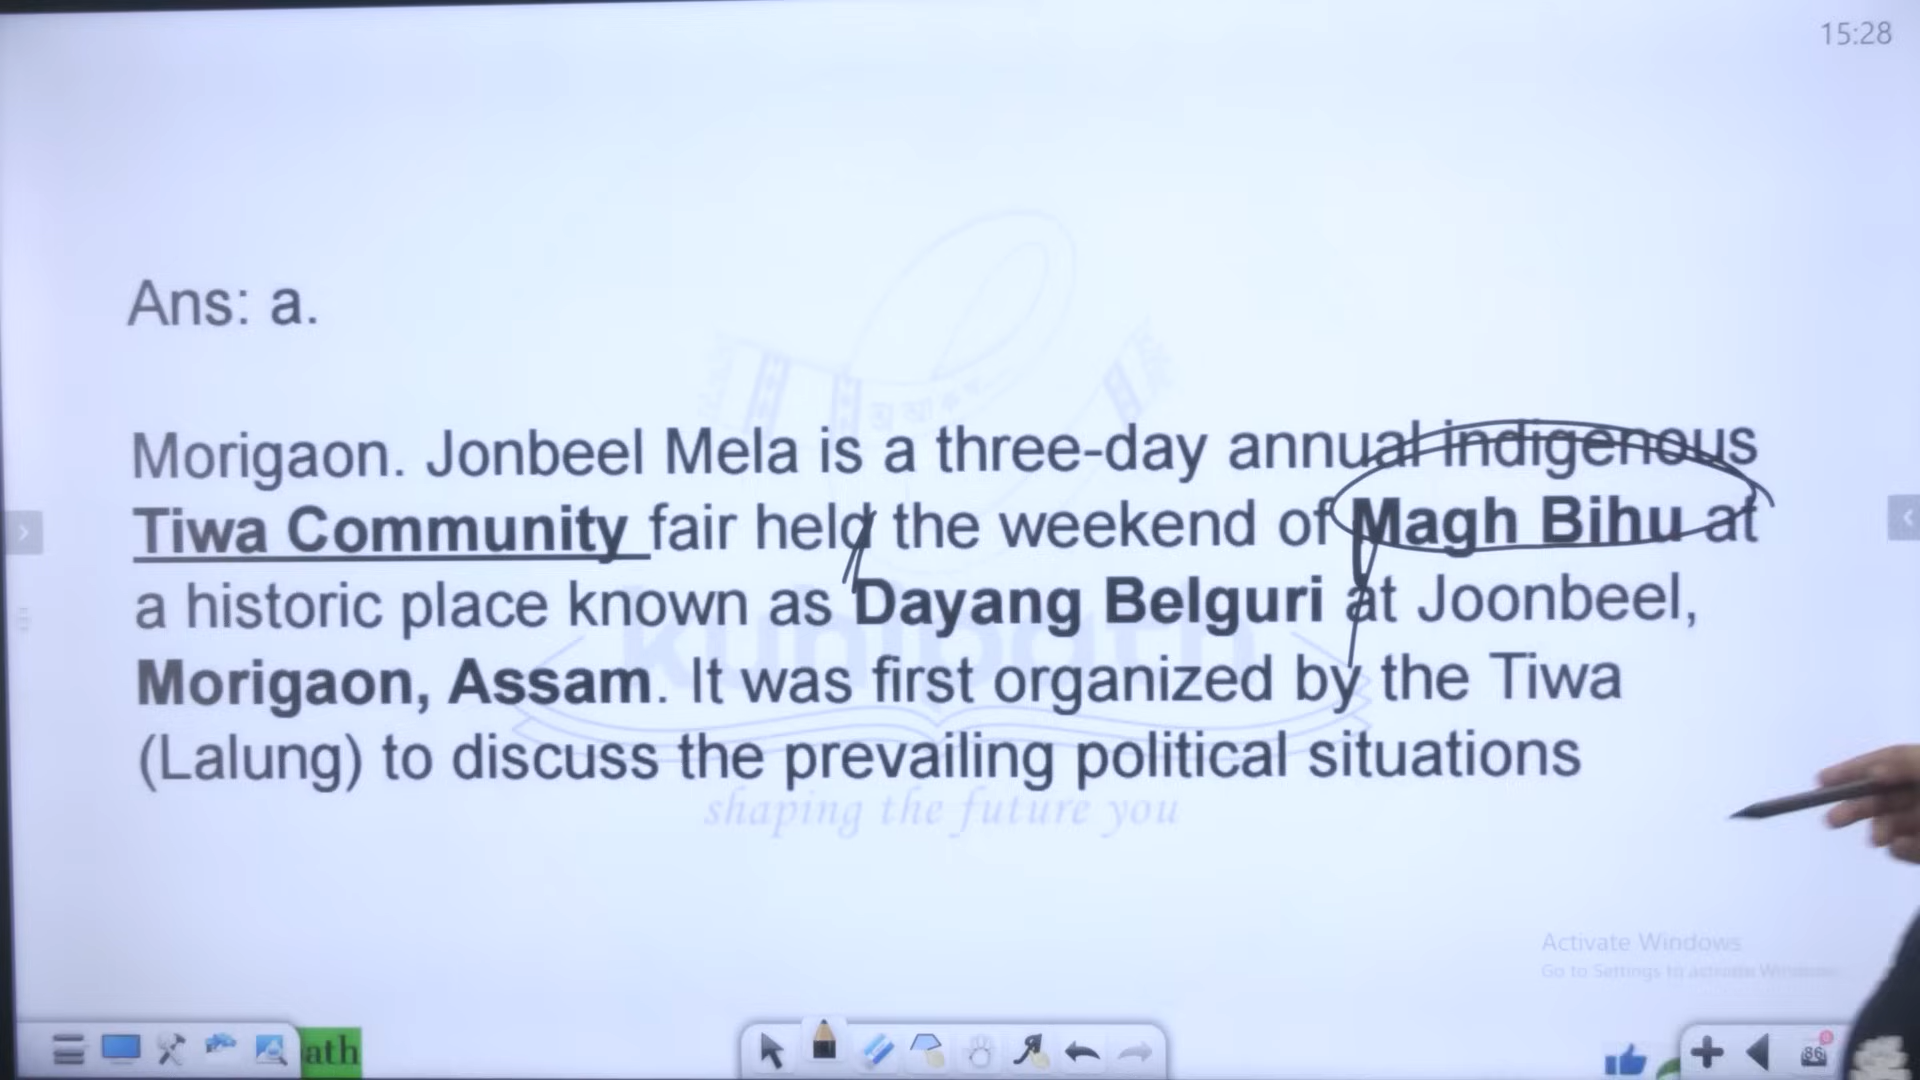 15:28
Ans: a.
Morigaon. Jonbeel Mela is a three-day annual indigenous
Tiwa Community fair held the weekend of Magh Bihu at
a historic place known as Dayang Belguri at Joonbeel,
Morigaon, Assam. It was first organized by the Tiwa
(Lalung) to discuss the prevailing political situations
kuhipath
shaping the future you
Activate Windows
Go to Settings to activate Windows.
ath
86